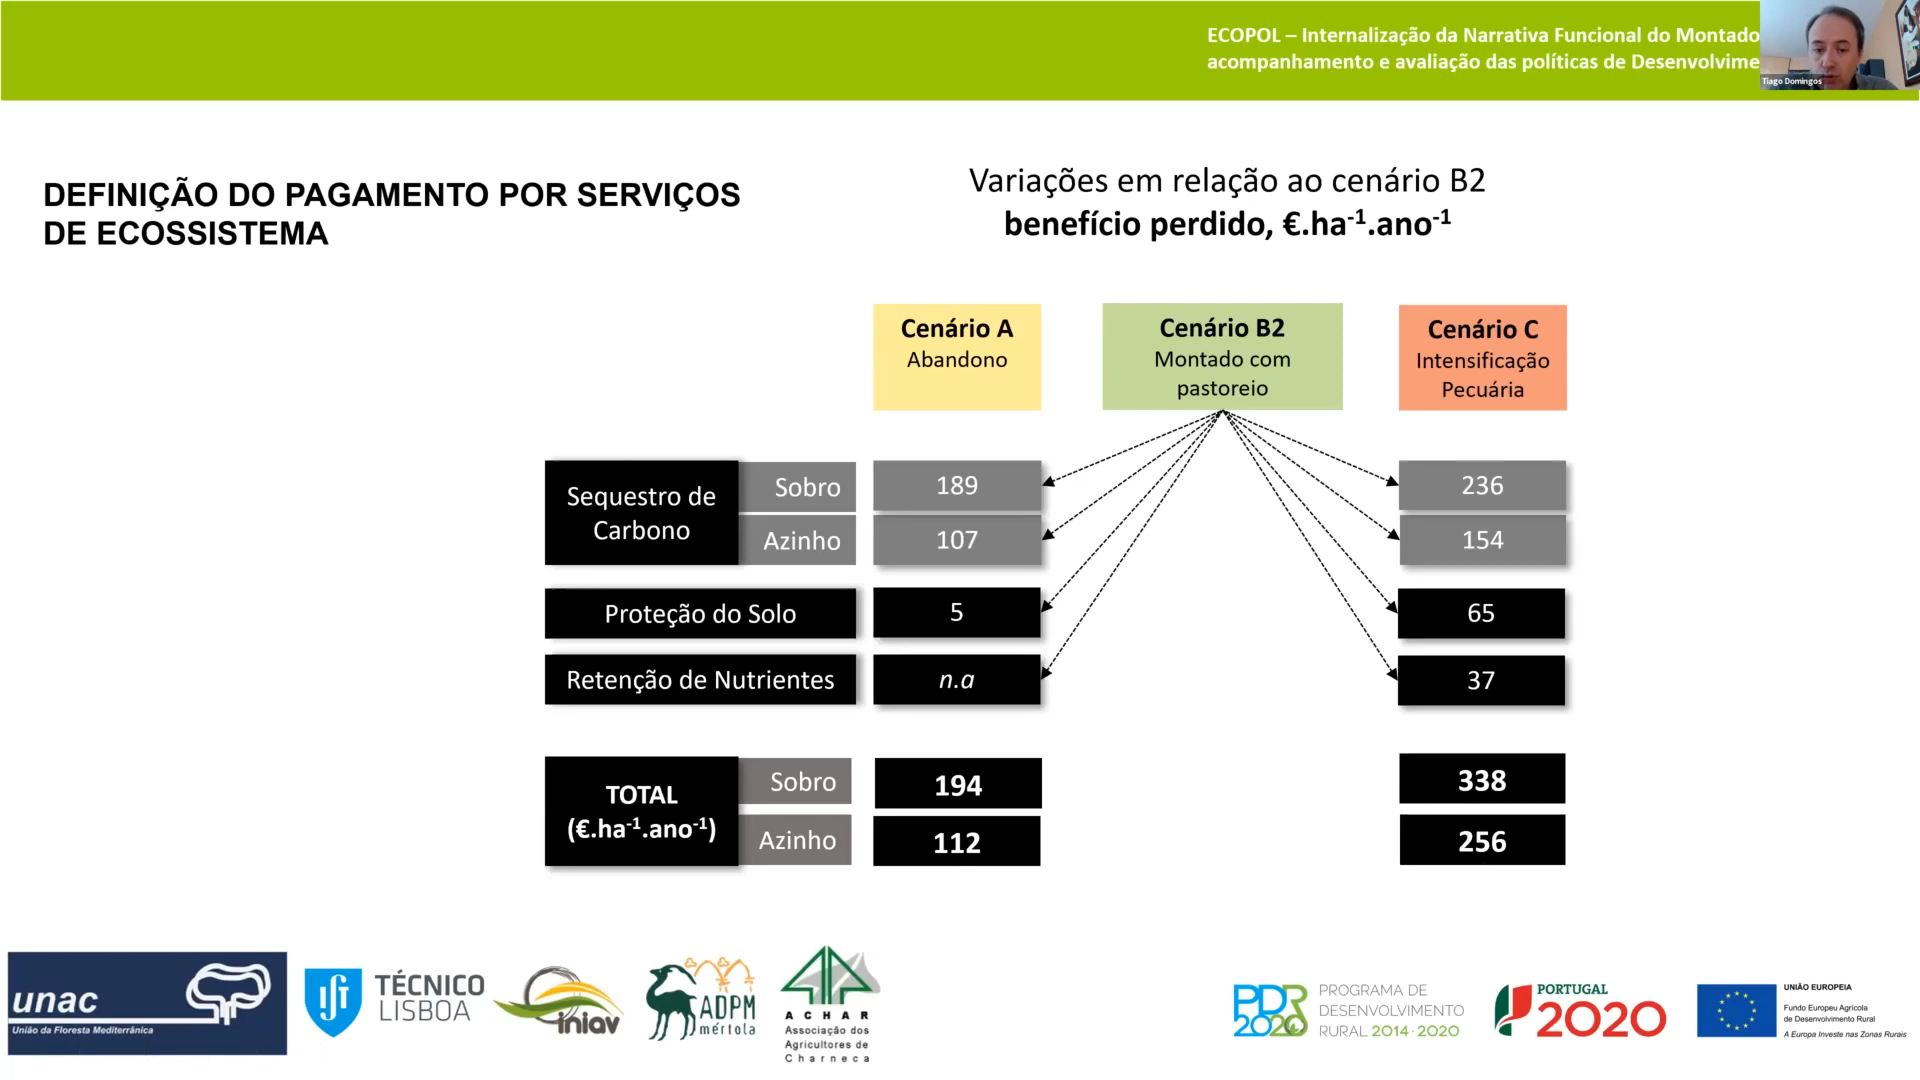 ECOPOL – Internalização da Narrativa Funcional do Montado
acompanhamento e avaliação das políticas de Desenvolvime
Tiago Domingos
DEFINIÇÃO DO PAGAMENTO POR SERVIÇOS
DE ECOSSISTEMA
Variações em relação ao cenário B2
benefício perdido, €.ha⁻¹.ano⁻¹
Cenário A
Abandono
Cenário B2
Montado com
pastoreio
Cenário C
Intensificação
Pecuária
Sequestro de
Carbono
Sobro
189
236
Azinho
107
154
Proteção do Solo
5
65
Retenção de Nutrientes
n.a
37
TOTAL
(€.ha⁻¹.ano⁻¹)
Sobro
194
338
Azinho
112
256
unac
União da Floresta Mediterrânica
TÉCNICO
LISBOA
iniav
ADPM
mértola
ACHAR
Associação dos
Agricultores de
Charneca
PDR
2020
PROGRAMA DE
DESENVOLVIMENTO
RURAL 2014·2020
PORTUGAL
2020
UNIÃO EUROPEIA
Fundo Europeu Agrícola
de Desenvolvimento Rural
A Europa Investe nas Zonas Rurais